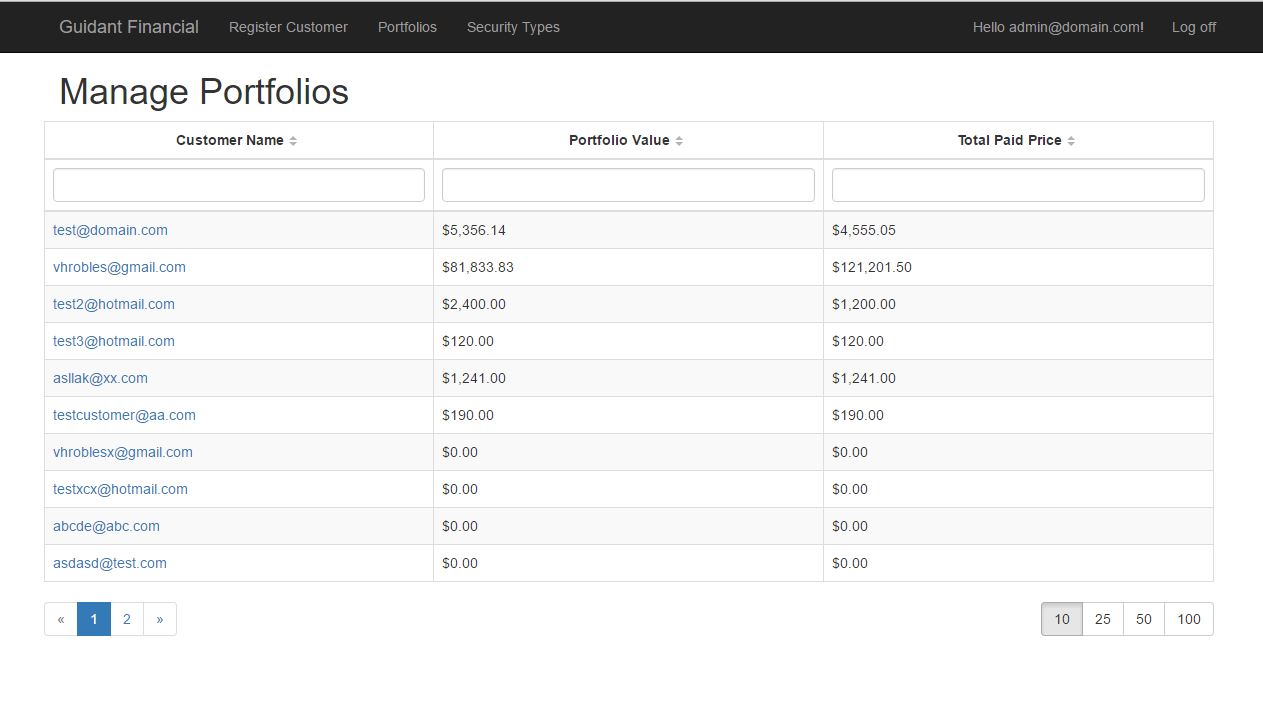 Guidant Financial Register Customer Portfolios Security Types Hello admin@domain.com! Log off
Manage Portfolios
Customer Name Portfolio Value Total Paid Price
test@domain.com $5,356.14 $4,555.05
vhrobles@gmail.com $81,833.83 $121,201.50
test2@hotmail.com $2,400.00 $1,200.00
test3@hotmail.com $120.00 $120.00
asllak@xx.com $1,241.00 $1,241.00
testcustomer@aa.com $190.00 $190.00
vhroblesx@gmail.com $0.00 $0.00
testxcx@hotmail.com $0.00 $0.00
abcde@abc.com $0.00 $0.00
asdasd@test.com $0.00 $0.00
« 1 2 » 10 25 50 100